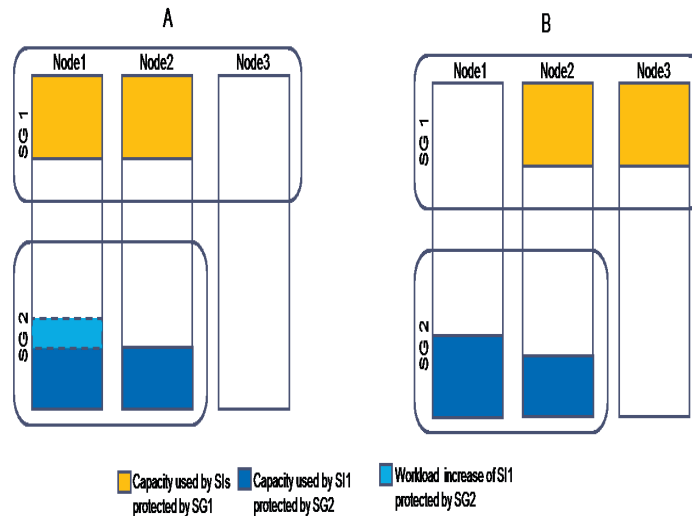 A
Node1 Node2 Node3
SG 1
SG 2
B
Node1 Node2 Node3
SG 1
SG 2
Capacity used by SIs
protected by SG1
Capacity used by SI1
protected by SG2
Workload increase of SI1
protected by SG2